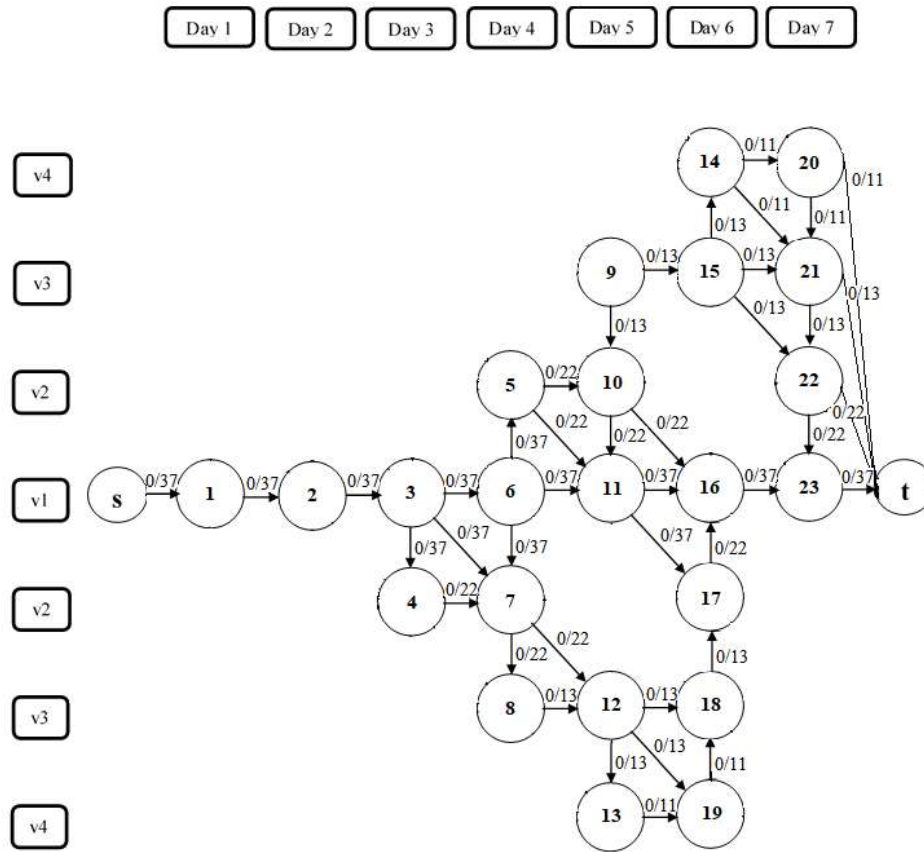 Day 1 Day 2 Day 3 Day 4 Day 5 Day 6 Day 7
v4 14 0/11 20
0/11 0/11
0/13 0/11
v3 9 0/13 15 0/13 21 0/13
0/13 0/13 0/13
v2 5 0/22 10 22
0/22 0/22 0/22
0/37 0/22 0/22
v1 s 0/37 1 0/37 2 0/37 3 0/37 6 0/37 11 0/37 16 0/37 23 0/37 t
0/37 0/37 0/37 0/37 0/22
v2 4 0/22 7 17
0/22 0/22 0/13
v3 8 0/13 12 0/13 18
0/13 0/13 0/11
v4 13 0/11 19